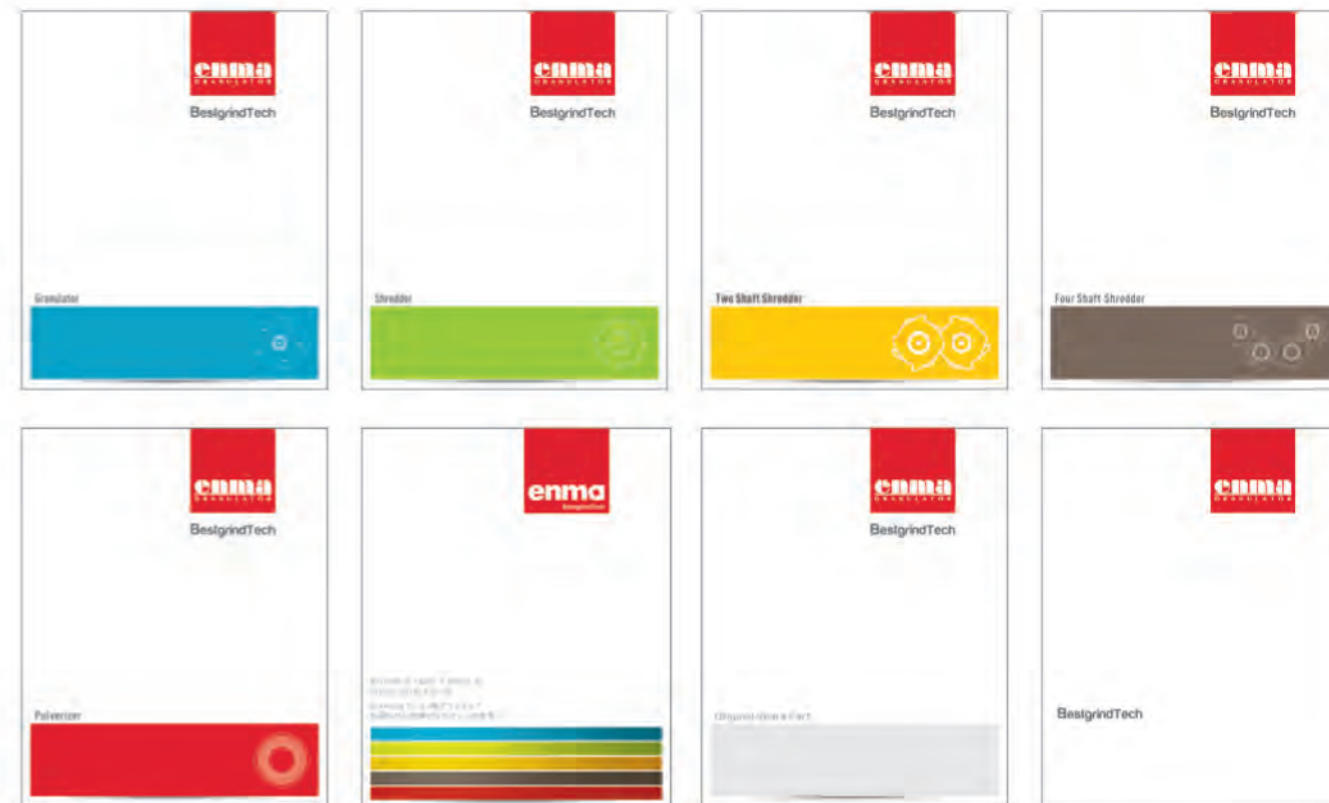 enma
GRANULATOR
BestgrindTech
Granulator
enma
GRANULATOR
BestgrindTech
Shredder
enma
GRANULATOR
BestgrindTech
Two Shaft Shredder
enma
GRANULATOR
BestgrindTech
Four Shaft Shredder
enma
GRANULATOR
BestgrindTech
Pulverizer
enma
BestgrindTech
enma
GRANULATOR
BestgrindTech
enma
GRANULATOR
BestgrindTech